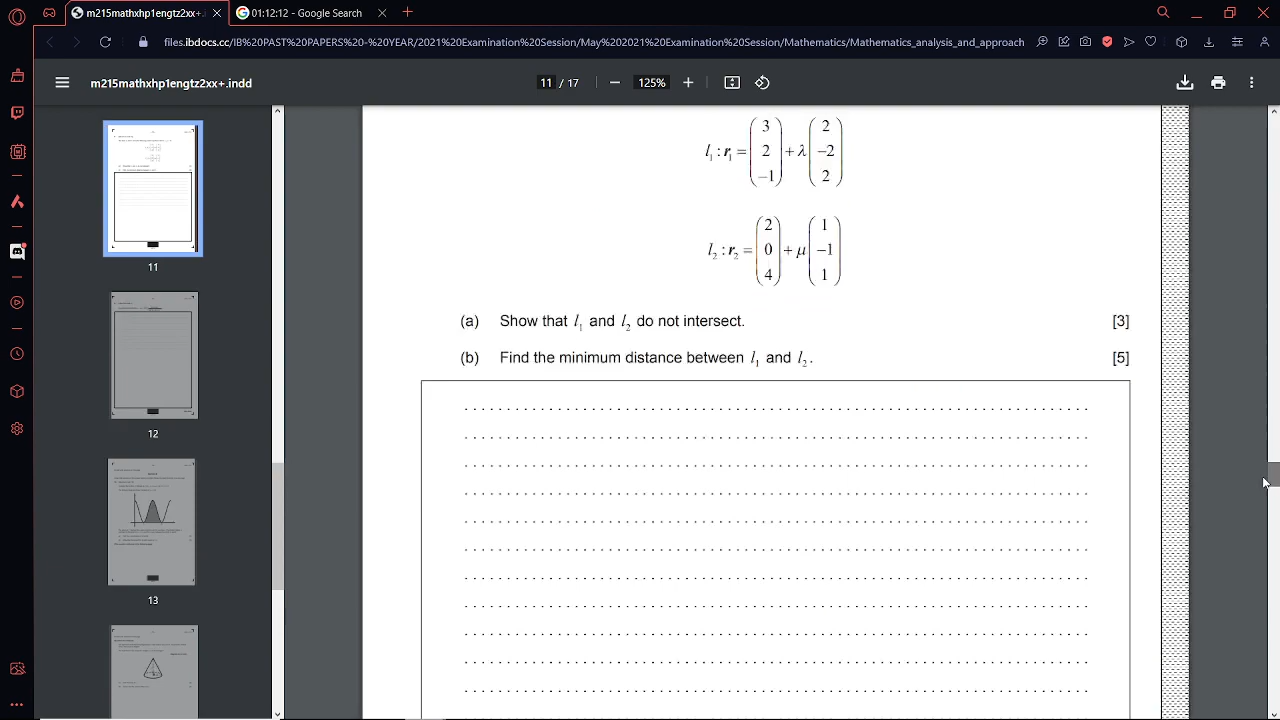 m215mathxhp1engtz2xx+.i
01:12:12 - Google Search
files.ibdocs.cc/IB%20PAST%20PAPERS%20-%20YEAR/2021%20Examination%20Session/May%202021%20Examination%20Session/Mathematics/Mathematics_analysis_and_approach
m215mathxhp1engtz2xx+.indd
11 / 17
125%
l₁ : r₁ = (3 2 −1) + λ (2 −2 2)
l₂ : r₂ = (2 0 4) + μ (1 −1 1)
(a) Show that l₁ and l₂ do not intersect. [3]
(b) Find the minimum distance between l₁ and l₂. [5]
11
12
13